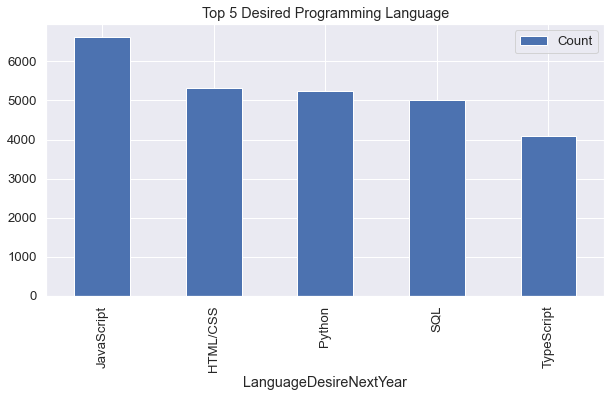 Top 5 Desired Programming Language
Count
6000
5000
4000
3000
2000
1000
0
JavaScript
HTML/CSS
Python
SQL
TypeScript
LanguageDesireNextYear